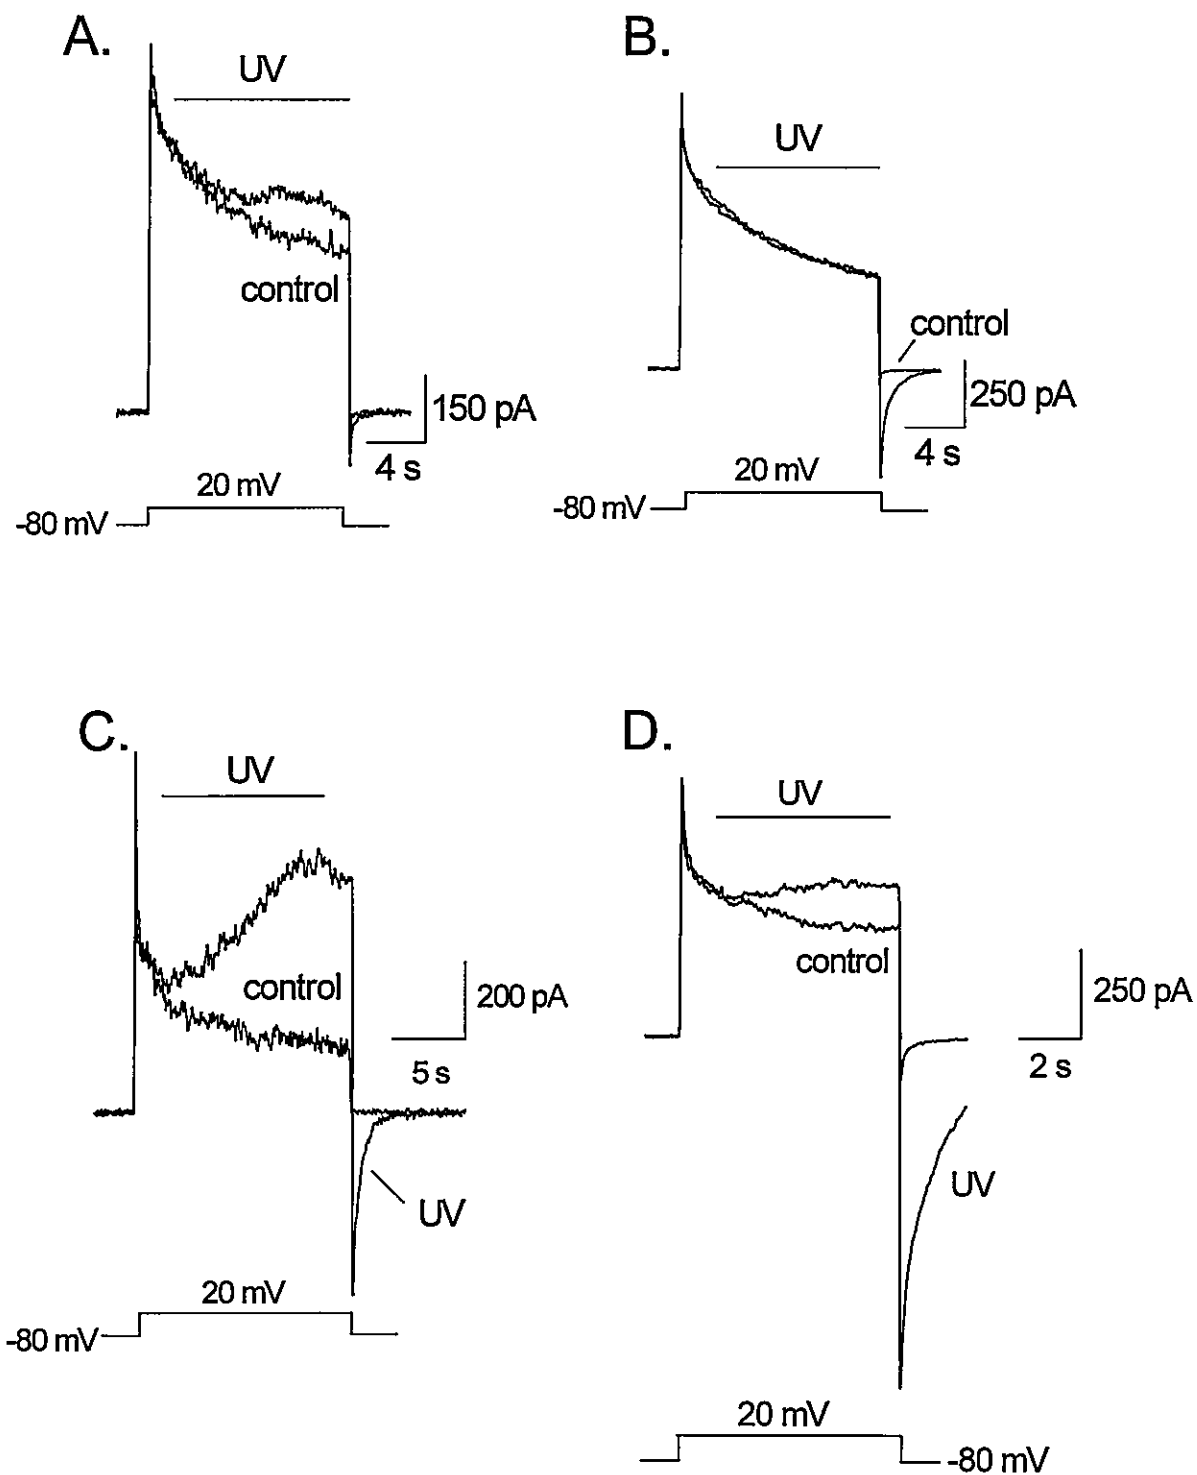 A.
UV
control
150 pA
4 s
20 mV
-80 mV
B.
UV
control
250 pA
4 s
20 mV
-80 mV
C.
UV
control
200 pA
5 s
UV
20 mV
-80 mV
D.
UV
control
250 pA
2 s
UV
20 mV
-80 mV